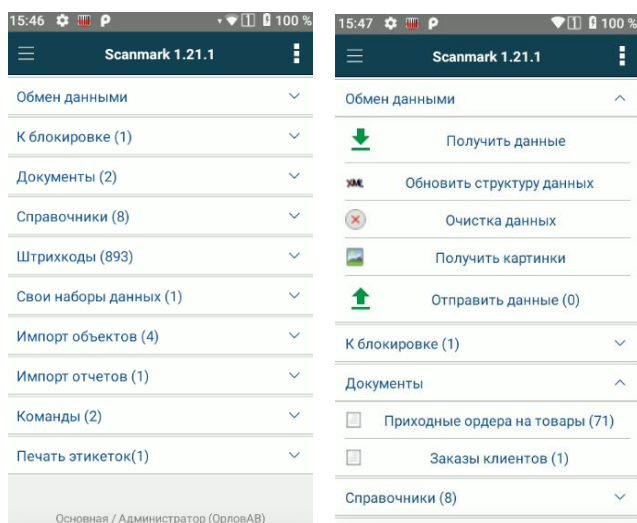 15:46 100 %
Scanmark 1.21.1
Обмен данными
К блокировке (1)
Документы (2)
Справочники (8)
Штрихкоды (893)
Свои наборы данных (1)
Импорт объектов (4)
Импорт отчетов (1)
Команды (2)
Печать этикеток(1)
Основная / Администратор (ОрловАВ)
15:47 100 %
Scanmark 1.21.1
Обмен данными
Получить данные
XML Обновить структуру данных
Очистка данных
Получить картинки
Отправить данные (0)
К блокировке (1)
Документы
Приходные ордера на товары (71)
Заказы клиентов (1)
Справочники (8)